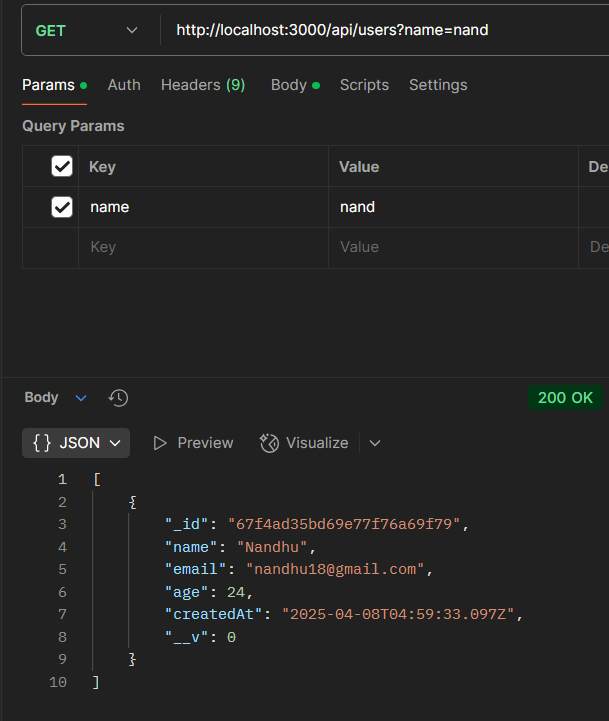 GET http://localhost:3000/api/users?name=nand
Params Auth Headers (9) Body Scripts Settings
Query Params
Key Value De
name nand
Key Value De
Body 200 OK
{} JSON Preview Visualize
1 [
2 {
3 "_id": "67f4ad35bd69e77f76a69f79",
4 "name": "Nandhu",
5 "email": "nandhu18@gmail.com",
6 "age": 24,
7 "createdAt": "2025-04-08T04:59:33.097Z",
8 "__v": 0
9 }
10 ]